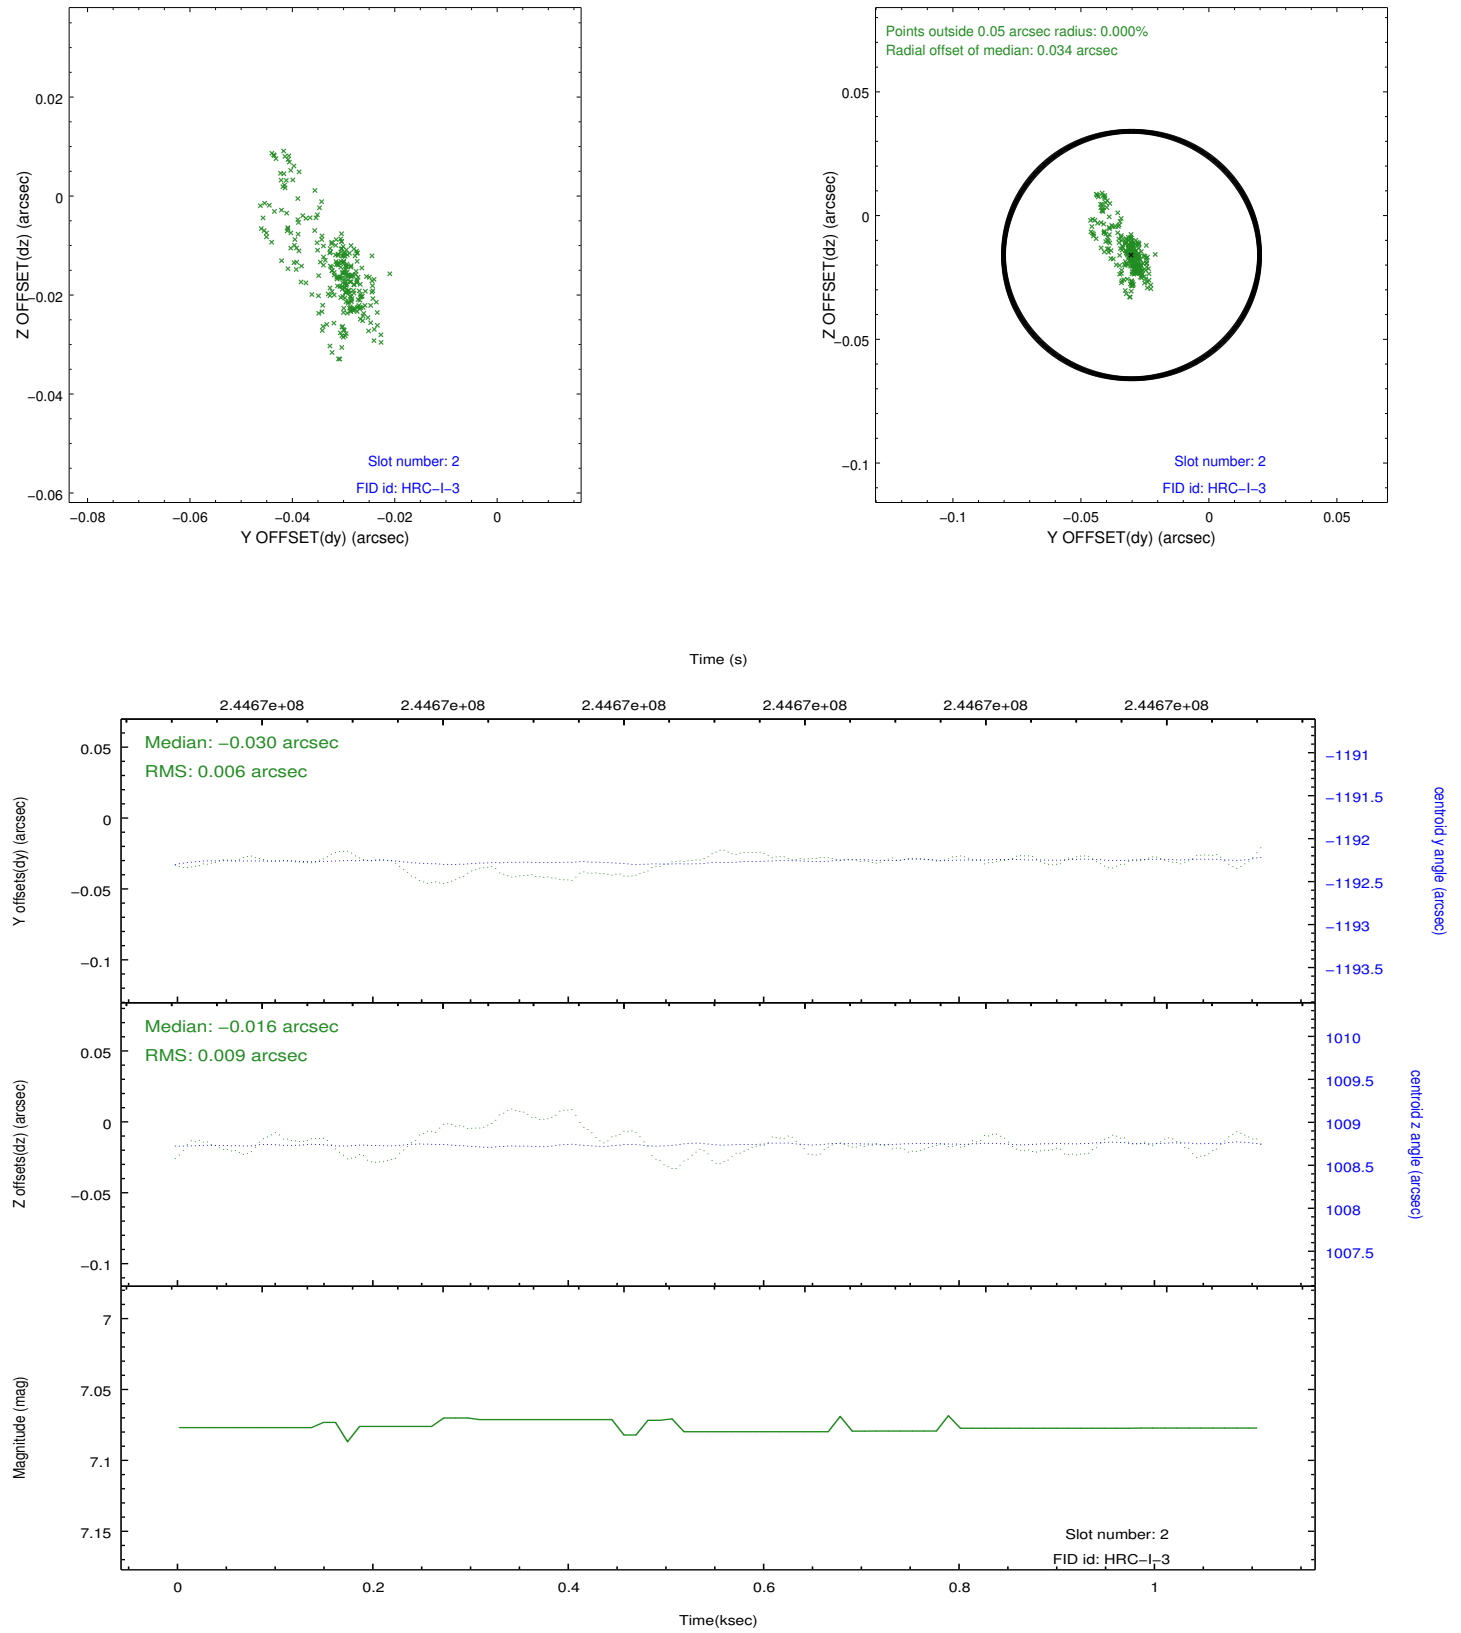 0.02
0
−0.02
−0.04
−0.06
Z OFFSET(dz) (arcsec)
Slot number: 2
FID id: HRC−I−3
−0.08 −0.06 −0.04 −0.02 0
Y OFFSET(dy) (arcsec)
Points outside 0.05 arcsec radius: 0.000%
Radial offset of median: 0.034 arcsec
0.05
0
−0.05
−0.1
Z OFFSET(dz) (arcsec)
Slot number: 2
FID id: HRC−I−3
−0.1 −0.05 0 0.05
Y OFFSET(dy) (arcsec)
Time (s)
2.4467e+08 2.4467e+08 2.4467e+08 2.4467e+08 2.4467e+08 2.4467e+08
Median: −0.030 arcsec
RMS: 0.006 arcsec
0.05
0
−0.05
−0.1
Y offsets(dy) (arcsec)
−1191
−1191.5
−1192
−1192.5
−1193
−1193.5
centroid y angle (arcsec)
Median: −0.016 arcsec
RMS: 0.009 arcsec
0.05
0
−0.05
−0.1
Z offsets(dz) (arcsec)
1010
1009.5
1009
1008.5
1008
1007.5
centroid z angle (arcsec)
7
7.05
7.1
7.15
Magnitude (mag)
Slot number: 2
FID id: HRC−I−3
0 0.2 0.4 0.6 0.8 1
Time(ksec)